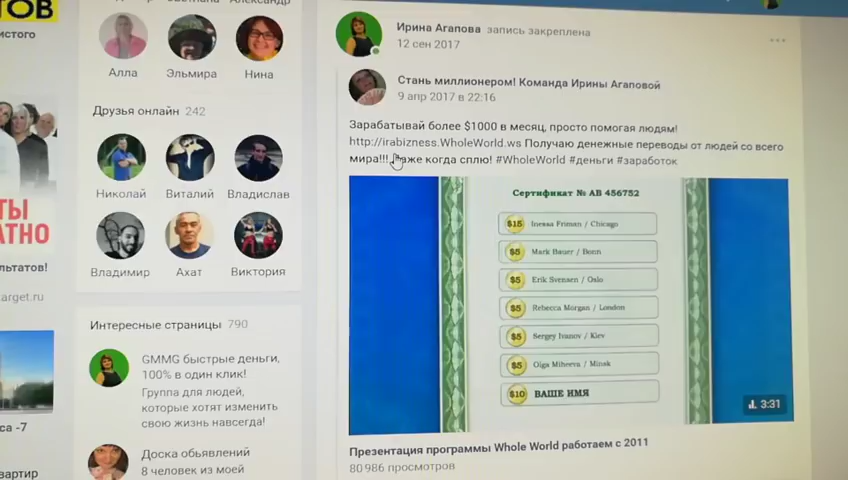 ТОВ
истого
ТЫ
АТНО
льтатов!
arget.ru
са -7
вартир
Алла
Эльмира
Нина
Друзья онлайн 242
Николай
Виталий
Владислав
Владимир
Ахат
Виктория
Интересные страницы 790
GMMG быстрые деньги,
100% в один клик!
Группа для людей,
которые хотят изменить
свою жизнь навсегда!
Доска обьявлений
8 человек из моей
Ирина Агапова запись закреплена
12 сен 2017
Стань миллионером! Команда Ирины Агаповой
9 апр 2017 в 22:16
Зарабатывай более $1000 в месяц, просто помогая людям!
http://irabizness.WholeWorld.ws Получаю денежные переводы от людей со всего
мира!!! даже когда сплю! #WholeWorld #деньги #заработок
Сертификат № АВ 456752
$15 Inessa Friman / Chicago
$5 Mark Bauer / Bonn
$5 Erik Svensen / Oslo
$5 Rebecca Morgan / London
$5 Sergey Ivanov / Kiev
$5 Olga Miheeva / Minsk
$10 ВАШЕ ИМЯ
3:31
Презентация программы Whole World работаем с 2011
80 986 просмотров